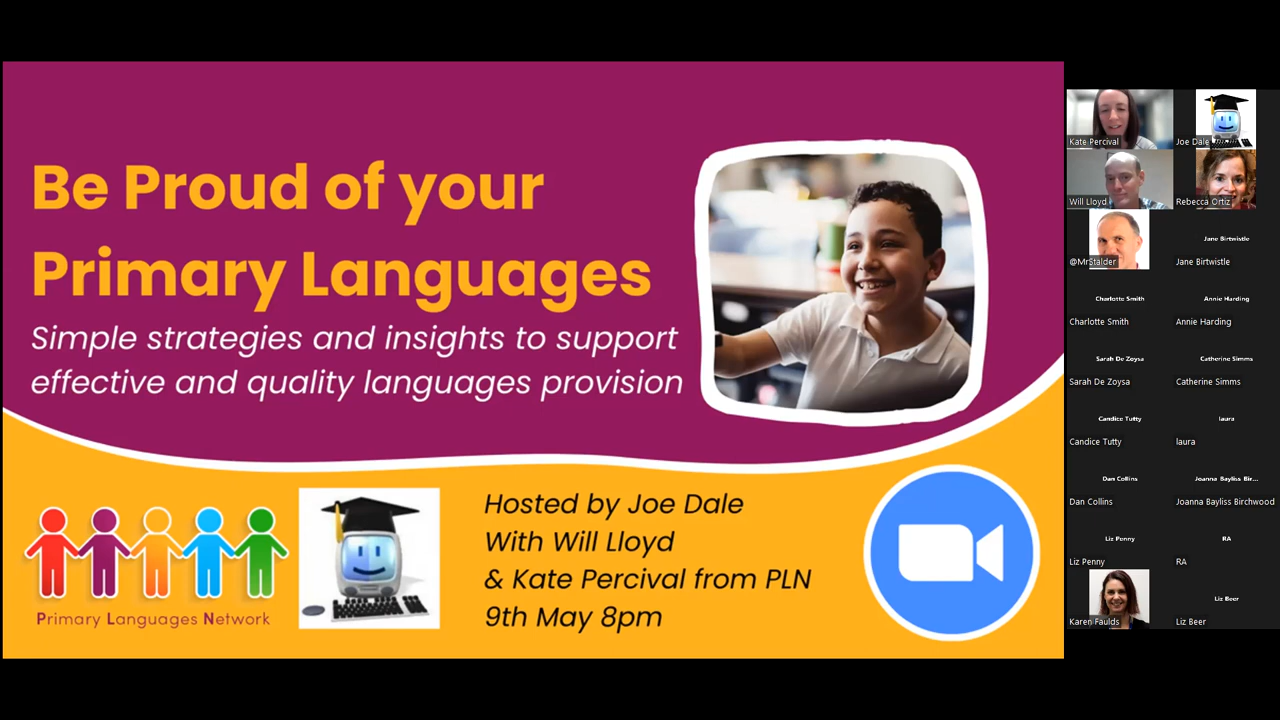 Be Proud of your
Primary Languages
Simple strategies and insights to support
effective and quality languages provision
Primary Languages Network
Hosted by Joe Dale
With Will Lloyd
& Kate Percival from PLN
9th May 8pm
Kate Percival
Joe Dale
Will Lloyd
Rebecca Ortiz
@MrStalder
Jane Birtwistle
Jane Birtwistle
Charlotte Smith
Charlotte Smith
Annie Harding
Annie Harding
Sarah De Zoysa
Sarah De Zoysa
Catherine Simms
Catherine Simms
Candice Tutty
Candice Tutty
laura
laura
Dan Collins
Dan Collins
Joanna Bayliss Bir...
Joanna Bayliss Birchwood
Liz Penny
Liz Penny
RA
RA
Karen Faulds
Liz Beer
Liz Beer